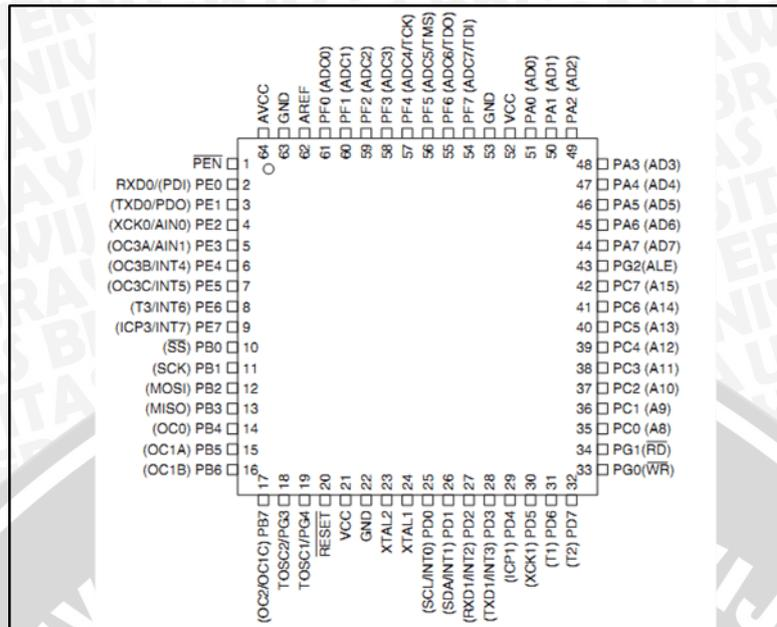 AVCC
GND
AREF
PF0 (ADC0)
PF1 (ADC1)
PF2 (ADC2)
PF3 (ADC3)
PF4 (ADC4/TCK)
PF5 (ADC5/TMS)
PF6 (ADC6/TDO)
PF7 (ADC7/TDI)
GND
VCC
PA0 (AD0)
PA1 (AD1)
PA2 (AD2)
64
63
62
61
60
59
58
57
56
55
54
53
52
51
50
49
PEN 1
RXD0/(PDI) PE0 2
(TXD0/PDO) PE1 3
(XCK0/AIN0) PE2 4
(OC3A/AIN1) PE3 5
(OC3B/INT4) PE4 6
(OC3C/INT5) PE5 7
(T3/INT6) PE6 8
(ICP3/INT7) PE7 9
(SS) PB0 10
(SCK) PB1 11
(MOSI) PB2 12
(MISO) PB3 13
(OC0) PB4 14
(OC1A) PB5 15
(OC1B) PB6 16
48 PA3 (AD3)
47 PA4 (AD4)
46 PA5 (AD5)
45 PA6 (AD6)
44 PA7 (AD7)
43 PG2(ALE)
42 PC7 (A15)
41 PC6 (A14)
40 PC5 (A13)
39 PC4 (A12)
38 PC3 (A11)
37 PC2 (A10)
36 PC1 (A9)
35 PC0 (A8)
34 PG1(RD)
33 PG0(WR)
17
18
19
20
21
22
23
24
25
26
27
28
29
30
31
32
(OC2/OC1C) PB7
TOSC2/PG3
TOSC1/PG4
RESET
VCC
GND
XTAL2
XTAL1
(SCL/INT0) PD0
(SDA/INT1) PD1
(RXD1/INT2) PD2
(TXD1/INT3) PD3
(ICP1) PD4
(XCK1) PD5
(T1) PD6
(T2) PD7